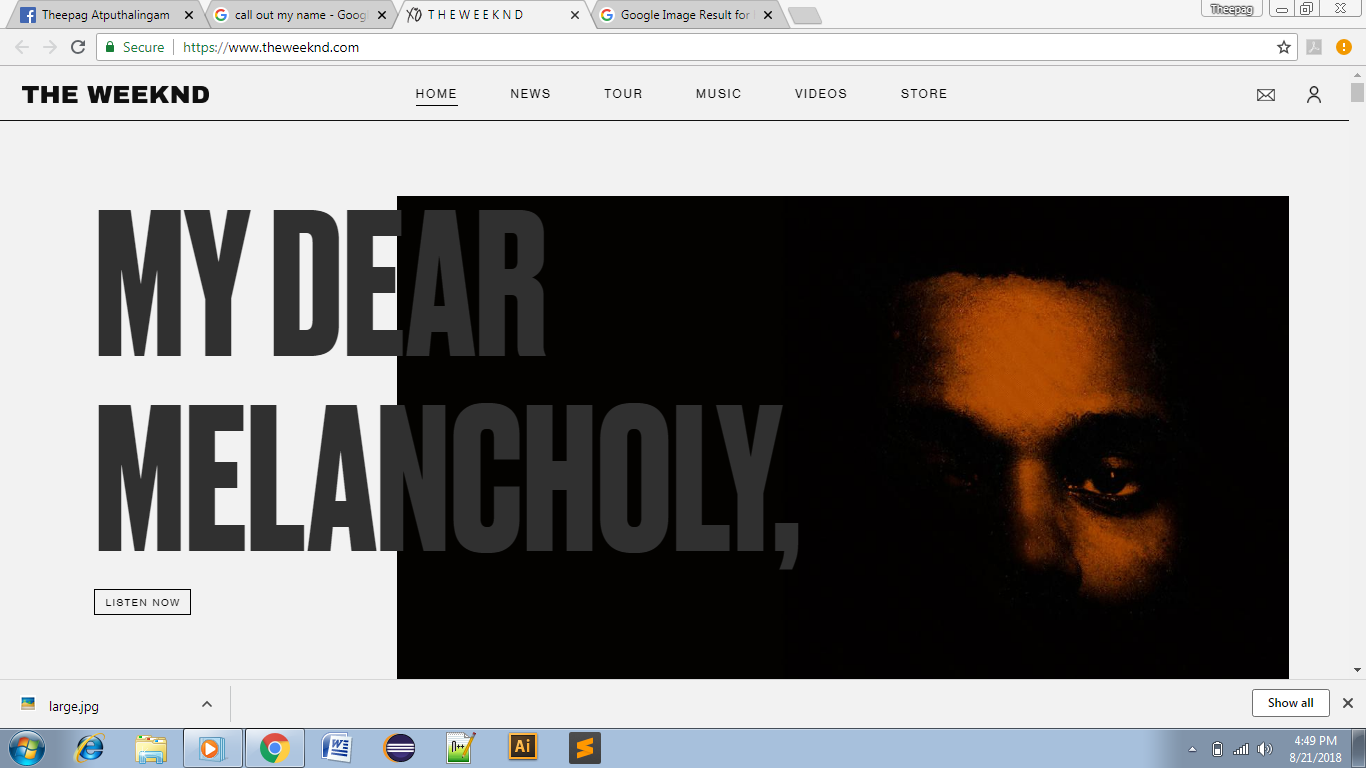 Theepag Atputhalingam
call out my name - Goog
XO T H E W E E K N D
Google Image Result for
Theepag
Secure
https://www.theweeknd.com
THE WEEKND
HOME
NEWS
TOUR
MUSIC
VIDEOS
STORE
MY DEAR
MELANCHOLY,
LISTEN NOW
large.jpg
Show all
Ai
4:49 PM
8/21/2018